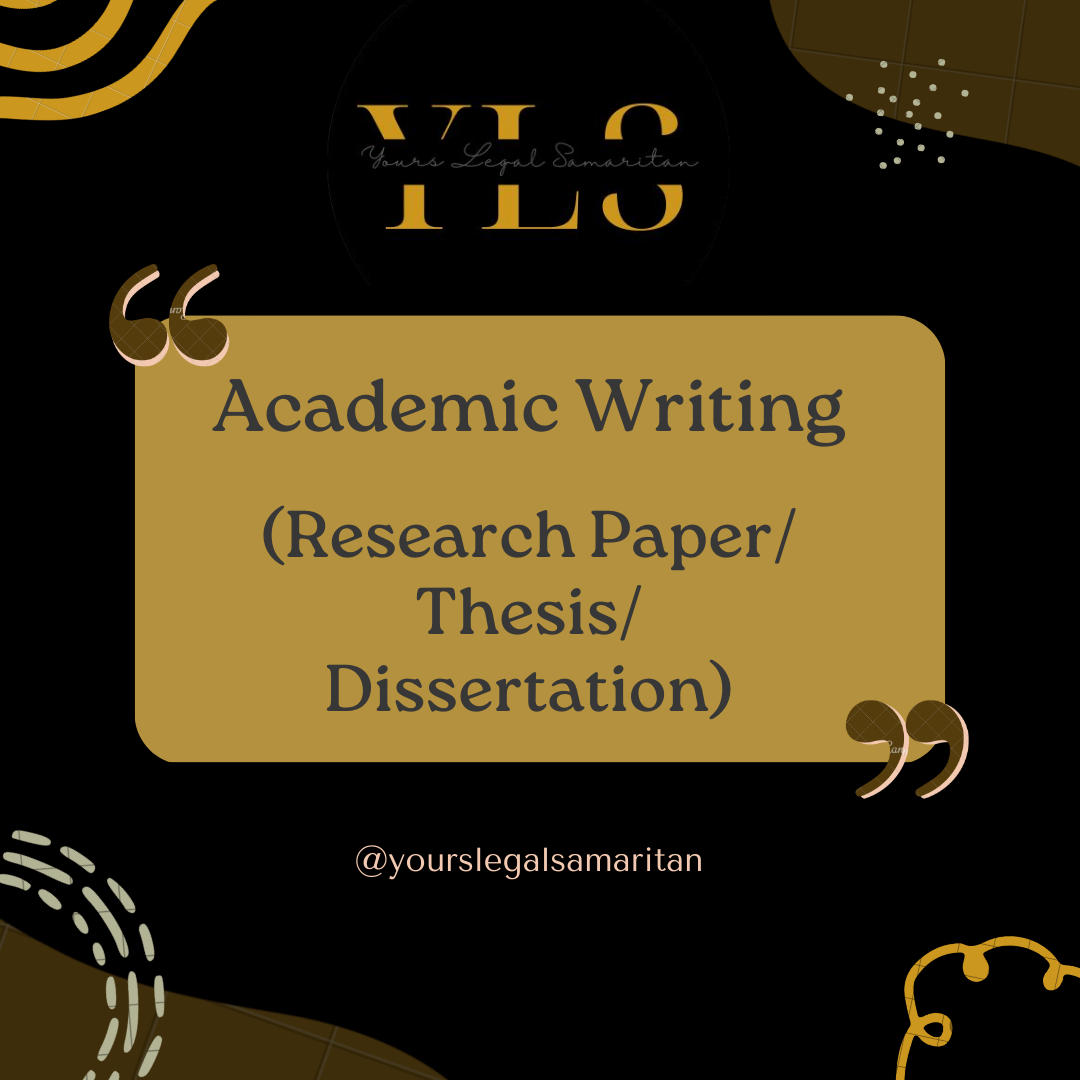 YLS
Yours Legal Samaritan
Academic Writing
(Research Paper/
Thesis/
Dissertation)
@yourslegalsamaritan